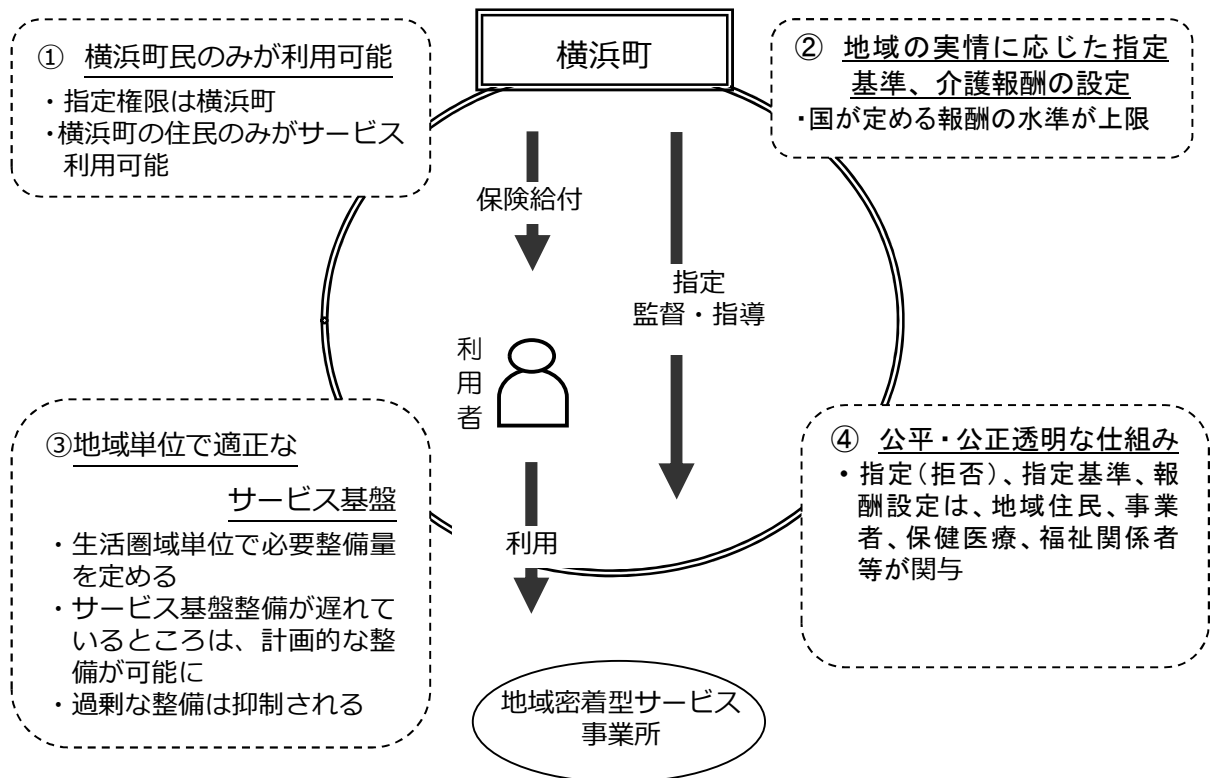 横浜町
① 横浜町民のみが利用可能
・指定権限は横浜町
・横浜町の住民のみがサービス
利用可能
② 地域の実情に応じた指定
基準、介護報酬の設定
・国が定める報酬の水準が上限
保険給付
指定
監督・指導
利用者
利用
③地域単位で適正な
サービス基盤
・生活圏域単位で必要整備量
を定める
・サービス基盤整備が遅れて
いるところは、計画的な整
備が可能に
・過剰な整備は抑制される
④ 公平・公正透明な仕組み
・指定(拒否)、指定基準、報
酬設定は、地域住民、事業
者、保健医療、福祉関係者
等が関与
地域密着型サービス
事業所